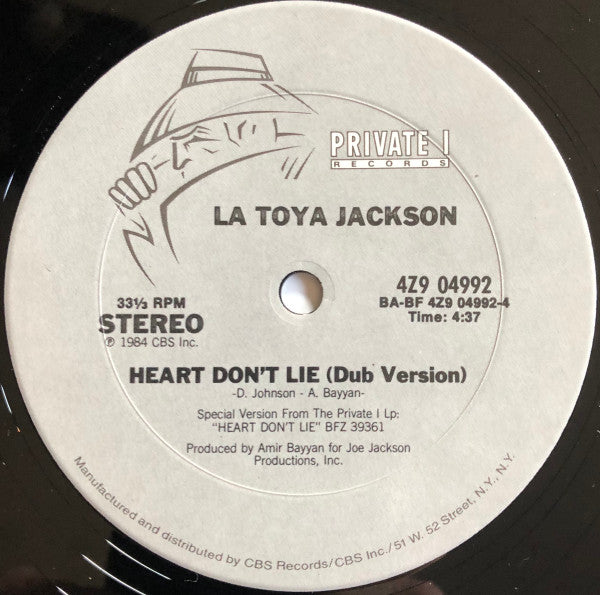 PRIVATE I
RECORDS
LA TOYA JACKSON
4Z9 04992
BA-BF 4Z9 04992-4
Time: 4:37
33⅓ RPM
STEREO
℗ 1984 CBS Inc.
HEART DON'T LIE (Dub Version)
-D. Johnson - A. Bayyan-
Special Version From The Private I Lp:
"HEART DON'T LIE" BFZ 39361
Produced by Amir Bayyan for Joe Jackson
Productions, Inc.
Manufactured and distributed by CBS Records/CBS Inc./51 W. 52 Street, N.Y., N.Y.